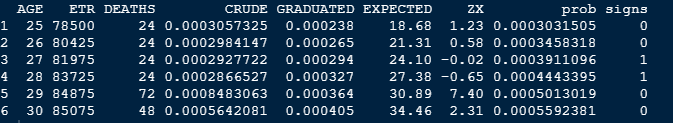 AGE ETR DEATHS CRUDE GRADUATED EXPECTED ZX prob signs
1 25 78500 24 0.0003057325 0.000238 18.68 1.23 0.0003031505 0
2 26 80425 24 0.0002984147 0.000265 21.31 0.58 0.0003458318 0
3 27 81975 24 0.0002927722 0.000294 24.10 -0.02 0.0003911096 1
4 28 83725 24 0.0002866527 0.000327 27.38 -0.65 0.0004443395 1
5 29 84875 72 0.0008483063 0.000364 30.89 7.40 0.0005013019 0
6 30 85075 48 0.0005642081 0.000405 34.46 2.31 0.0005592381 0